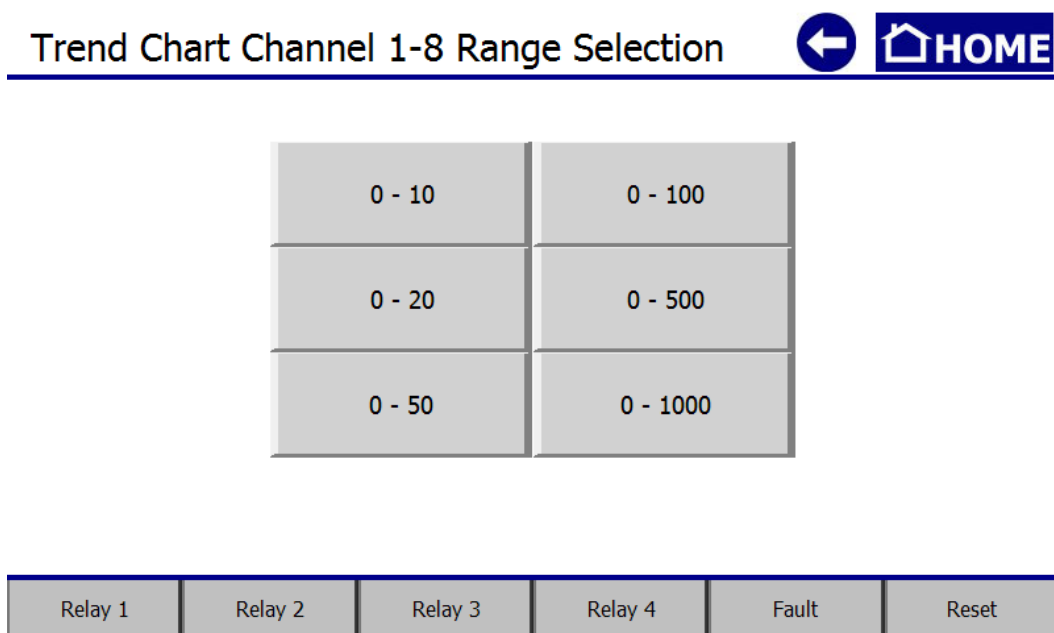 Trend Chart Channel 1-8 Range Selection HOME
0 - 10 0 - 100
0 - 20 0 - 500
0 - 50 0 - 1000
Relay 1 Relay 2 Relay 3 Relay 4 Fault Reset